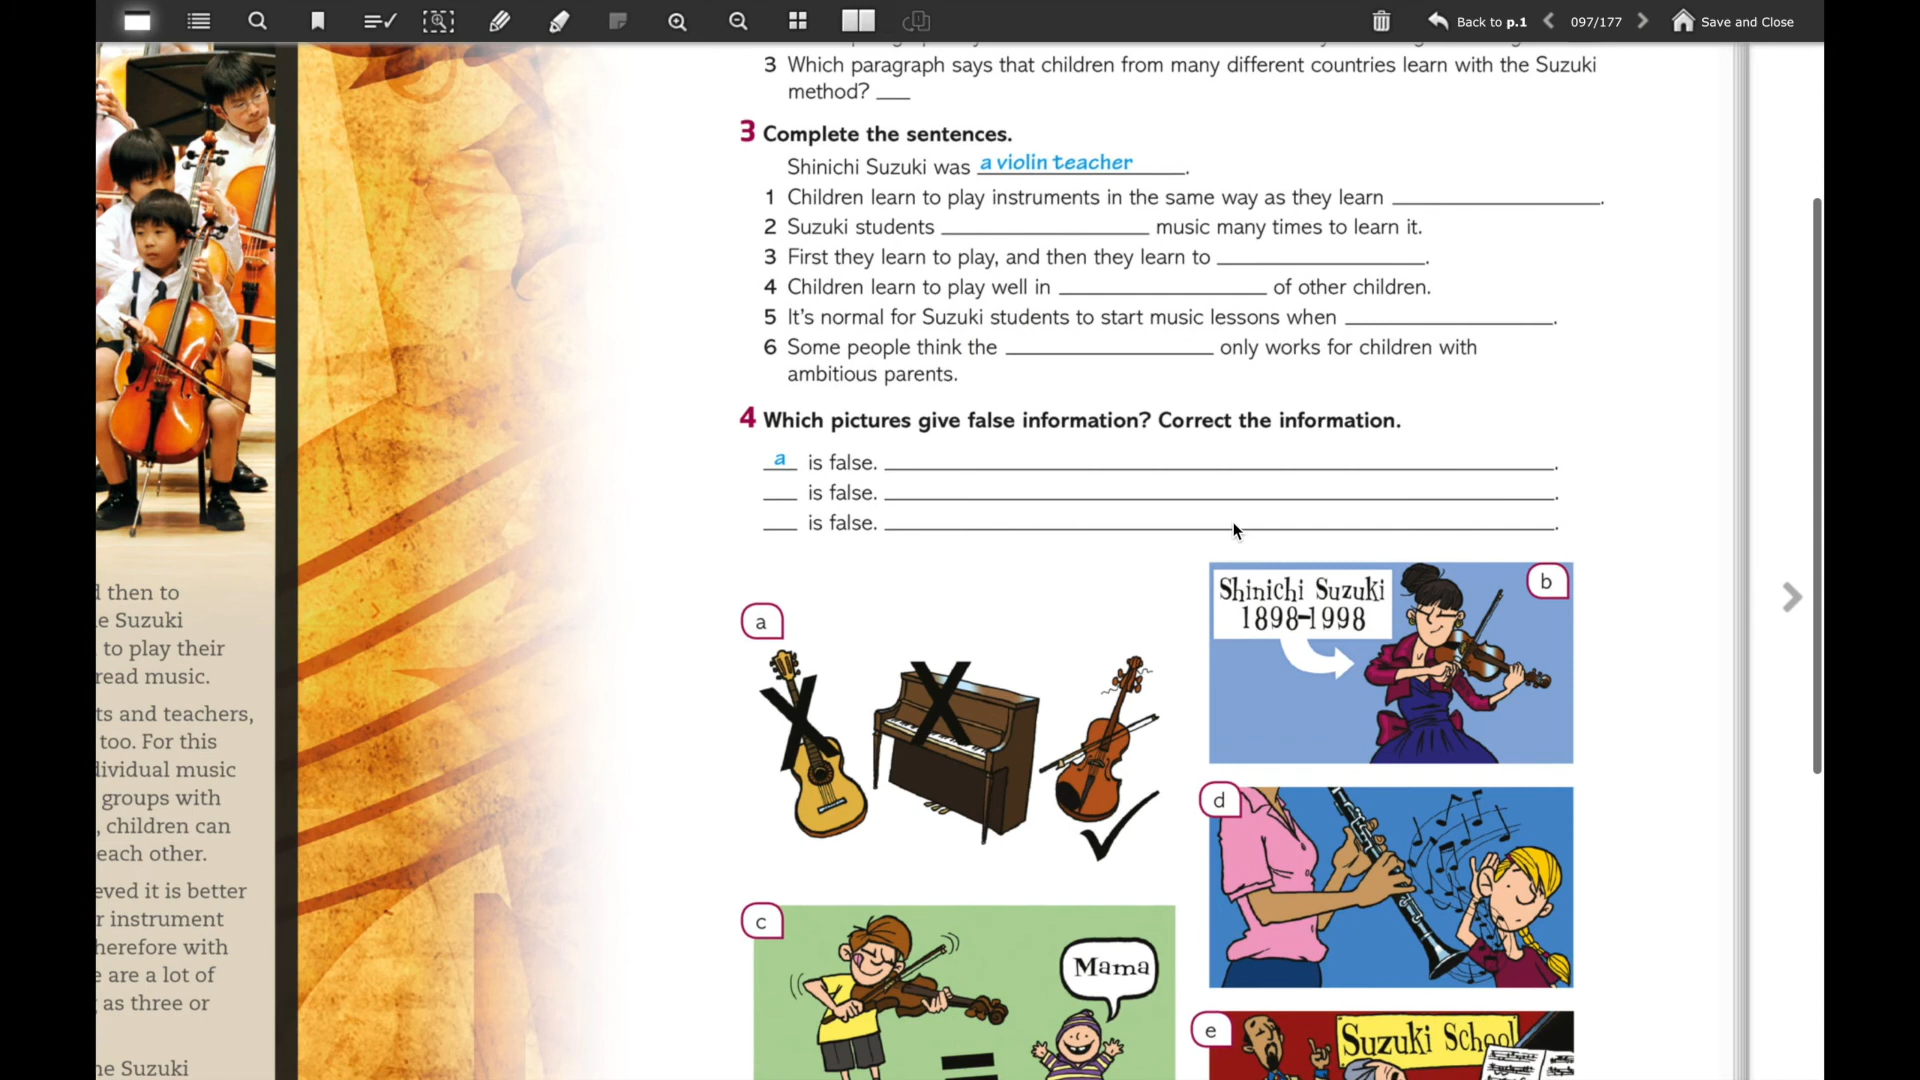 Back to p.1
097/177
Save and Close
3 Which paragraph says that children from many different countries learn with the Suzuki
method? ___
3 Complete the sentences.
Shinichi Suzuki was a violin teacher.
1 Children learn to play instruments in the same way as they learn ___.
2 Suzuki students ___ music many times to learn it.
3 First they learn to play, and then they learn to ___.
4 Children learn to play well in ___ of other children.
5 It's normal for Suzuki students to start music lessons when ___.
6 Some people think the ___ only works for children with
ambitious parents.
4 Which pictures give false information? Correct the information.
a is false. ___.
___ is false. ___.
___ is false. ___.
d then to
e Suzuki
to play their
read music.
ts and teachers,
too. For this
dividual music
groups with
, children can
each other.
eved it is better
r instrument
herefore with
e are a lot of
as three or
he Suzuki
a
b
Shinichi Suzuki
1898–1998
d
c
Mama
e
Suzuki School